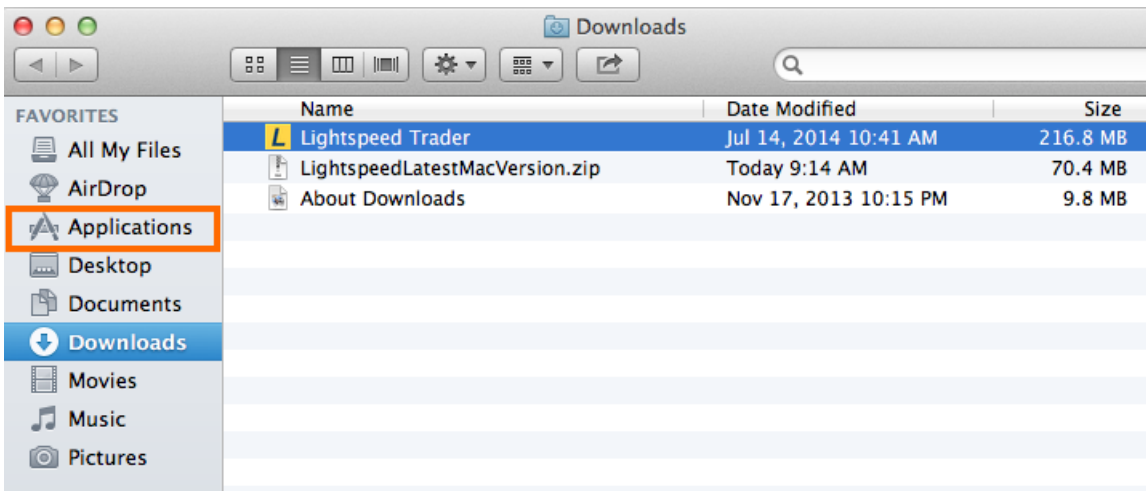 Downloads
FAVORITES
All My Files
AirDrop
Applications
Desktop
Documents
Downloads
Movies
Music
Pictures
Name Date Modified Size
L Lightspeed Trader Jul 14, 2014 10:41 AM 216.8 MB
LightspeedLatestMacVersion.zip Today 9:14 AM 70.4 MB
About Downloads Nov 17, 2013 10:15 PM 9.8 MB